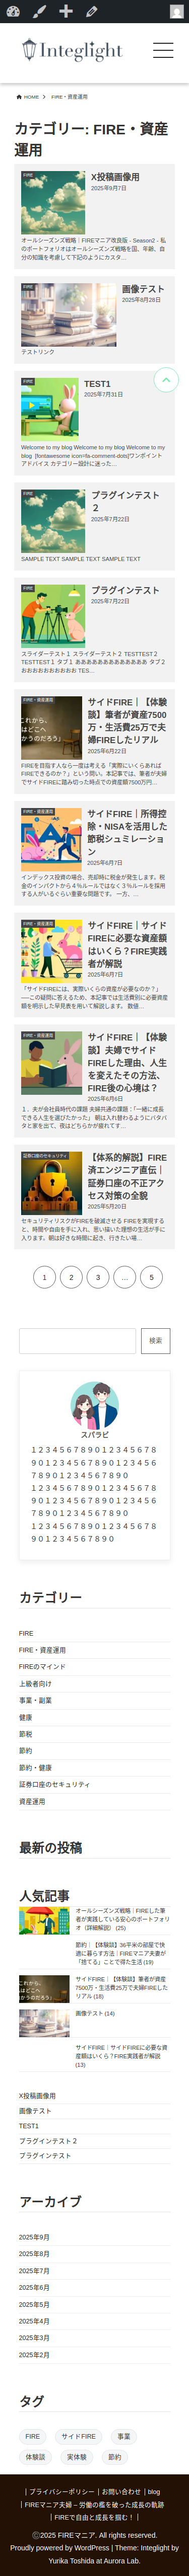 Integlight
HOME FIRE・資産運用
カテゴリー: FIRE・資産
運用
FIRE
X投稿画像用
2025年9月7日
オールシーズンズ戦略｜FIREマニア改良版 - Season2 - 私
のポートフォリオはオールシーズンズ戦略を国、年齢、自
分の知識を考慮して下記のようにカスタ…
FIRE
画像テスト
2025年8月28日
テストリンク
FIRE
TEST1
2025年7月31日
Welcome to my blog Welcome to my blog Welcome to my
blog [fontawesome icon=fa-comment-dots]ワンポイント
アドバイス カテゴリー設計に迷った…
FIRE
プラグインテスト
２
2025年7月22日
SAMPLE TEXT SAMPLE TEXT SAMPLE TEXT
FIRE
プラグインテスト
2025年7月22日
スライダーテスト１ スライダーテスト２ TESTTEST２
TESTTEST１ タブ１ ああああああああああああああ タブ２
おおおおおおおおおお TES…
FIRE・資産運用
これから、
はどこへ
かうのだろう」
サイドFIRE｜【体験
談】筆者が資産7500
万・生活費25万で夫
婦FIREしたリアル
2025年6月22日
FIREを目指す人なら一度は考える「実際にいくらあれば
FIREできるのか？」という問い。本記事では、筆者が夫婦
でサイドFIREに踏み切った時点での資産額7500万円…
FIRE・資産運用
サイドFIRE｜所得控
除・NISAを活用した
節税シュミレーショ
ン
2025年6月7日
インデックス投資の場合、売却時に税金が発生します。税
金のインパクトから４%ルールではなく３%ルールを採用
する人がいるくらい重要な問題です。 一方、…
FIRE・資産運用
サイドFIRE｜サイド
FIREに必要な資産額
はいくら？FIRE実践
者が解説
2025年6月7日
「サイドFIREには、実際いくらの資産が必要なのか？」
──この疑問に答えるため、本記事では生活費別に必要資産
額を明示した早見表を用いて解説します。 数値…
FIRE・資産運用
サイドFIRE｜【体験
談】夫婦でサイド
FIREした理由、人生
を変えたその方法、
FIRE後の心境は？
2025年6月6日
１．夫が会社員時代の課題 夫婦共通の課題：「一緒に成長
できる人生を選びたかった」 朝は入れ替わるようにバタバ
タと家を出て、夜はどちらかが疲れてす…
証券口座のセキュリティ
【体系的解説】FIRE
済エンジニア直伝｜
証券口座の不正アク
セス対策の全貌
2025年5月20日
セキュリティリスクがFIREを破滅させる FIREを実現する
と、時間や自由を手に入れ、思い描いた理想の生活が手に
入ります。朝は好きな時間に起き、行きたい場…
1 2 3 … 5
検索
スパラビ
１２３４５６７８９０１２３４５６７８
９０１２３４５６７８９０１２３４５６
７８９０１２３４５６７８９０
１２３４５６７８９０１２３４５６７８
９０１２３４５６７８９０１２３４５６
７８９０１２３４５６７８９０
１２３４５６７８９０１２３４５６７８
９０１２３４５６７８９０
カテゴリー
FIRE
FIRE・資産運用
FIREのマインド
上級者向け
事業・副業
健康
節税
節約
節約・健康
証券口座のセキュリティ
資産運用
最新の投稿
人気記事
オールシーズンズ戦略｜FIREした筆
者が実践している安心のポートフォリ
オ（詳細解説） (25)
節約｜【体験談】36平米の部屋で快
適に暮らす方法｜FIREマニア夫妻が
「捨てる」ことで得た生活 (19)
これから、
はどこへ
かうのだろう」
サイドFIRE｜【体験談】筆者が資産
7500万・生活費25万で夫婦FIREした
リアル (18)
画像テスト (14)
サイドFIRE｜サイドFIREに必要な資
産額はいくら？FIRE実践者が解説
(13)
X投稿画像用
画像テスト
TEST1
プラグインテスト２
プラグインテスト
アーカイブ
2025年9月
2025年8月
2025年7月
2025年6月
2025年5月
2025年4月
2025年3月
2025年2月
タグ
FIRE サイドFIRE 事業
体験談 実体験 節約
｜プライバシーポリシー｜お問い合わせ｜blog
｜FIREマニア夫婦 – 労働の檻を破った成長の軌跡
｜FIREで自由と成長を掴む！｜
Ⓒ2025 FIREマニア. All rights reserved.
Proudly powered by WordPress | Theme: Integlight by
Yurika Toshida at Aurora Lab.